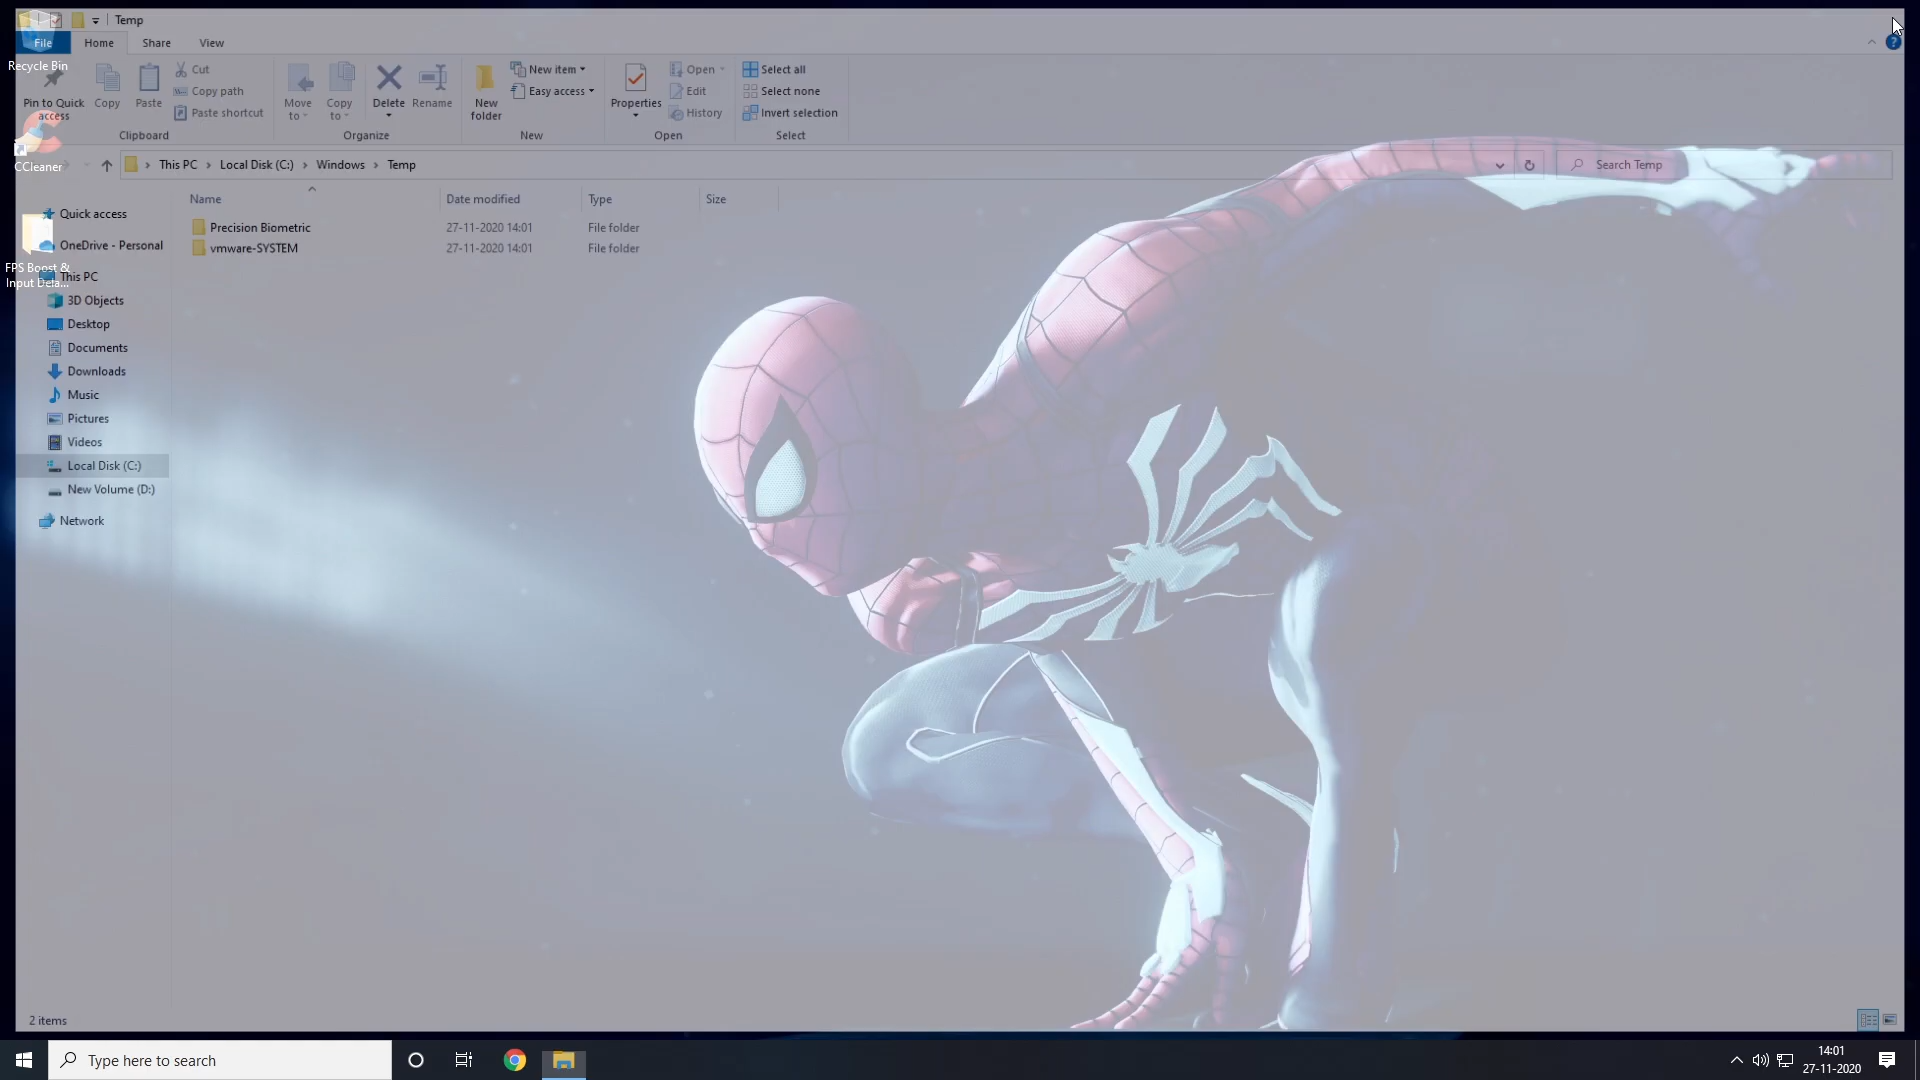 Temp
File Home Share View
Recycle Bin
Pin to Quick access
Copy
Paste
Cut
Copy path
Paste shortcut
Clipboard
Move to
Copy to
Delete
Rename
Organize
New folder
New item
Easy access
New
Properties
Open
Edit
History
Open
Select all
Select none
Invert selection
Select
CCleaner
This PC Local Disk (C:) Windows Temp
Search Temp
Name Date modified Type Size
Precision Biometric 27-11-2020 14:01 File folder
vmware-SYSTEM 27-11-2020 14:01 File folder
Quick access
OneDrive - Personal
FPS Boost &
Input Dela...
This PC
3D Objects
Desktop
Documents
Downloads
Music
Pictures
Videos
Local Disk (C:)
New Volume (D:)
Network
2 items
Type here to search
14:01
27-11-2020